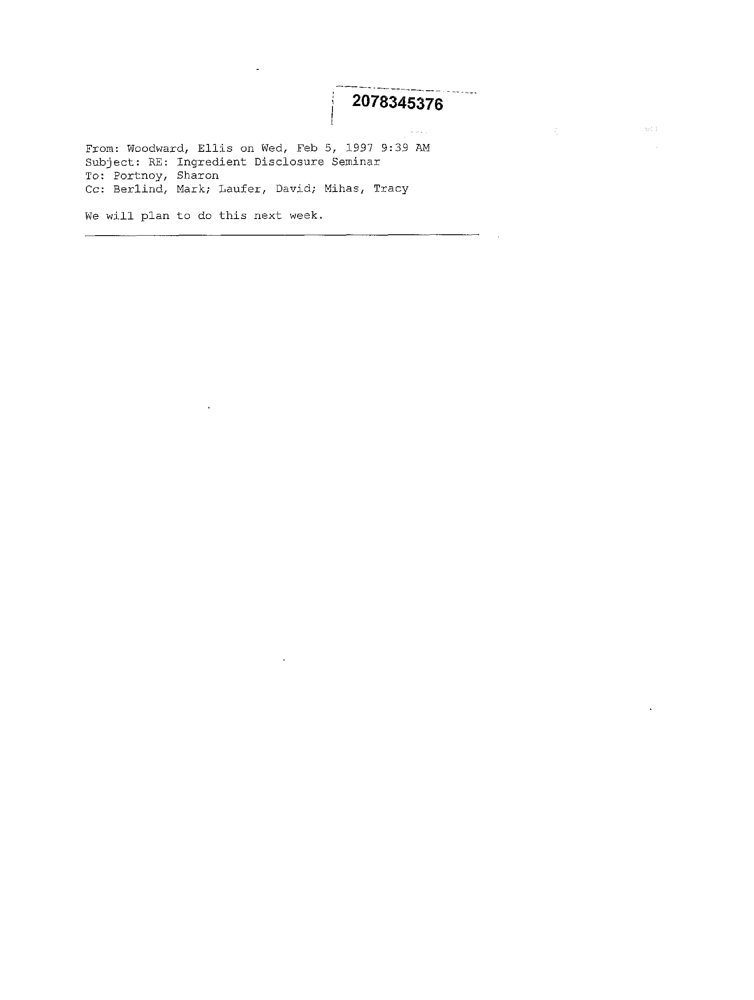 2078345376
From: Woodward, Ellis on Wed, Feb 5, 1997 9:39 AM
Subject: RE: Ingredient Disclosure Seminar
To: Portnoy, Sharon
Cc: Berlind, Mark; Laufer, David; Mihas, Tracy
We will plan to do this next week.